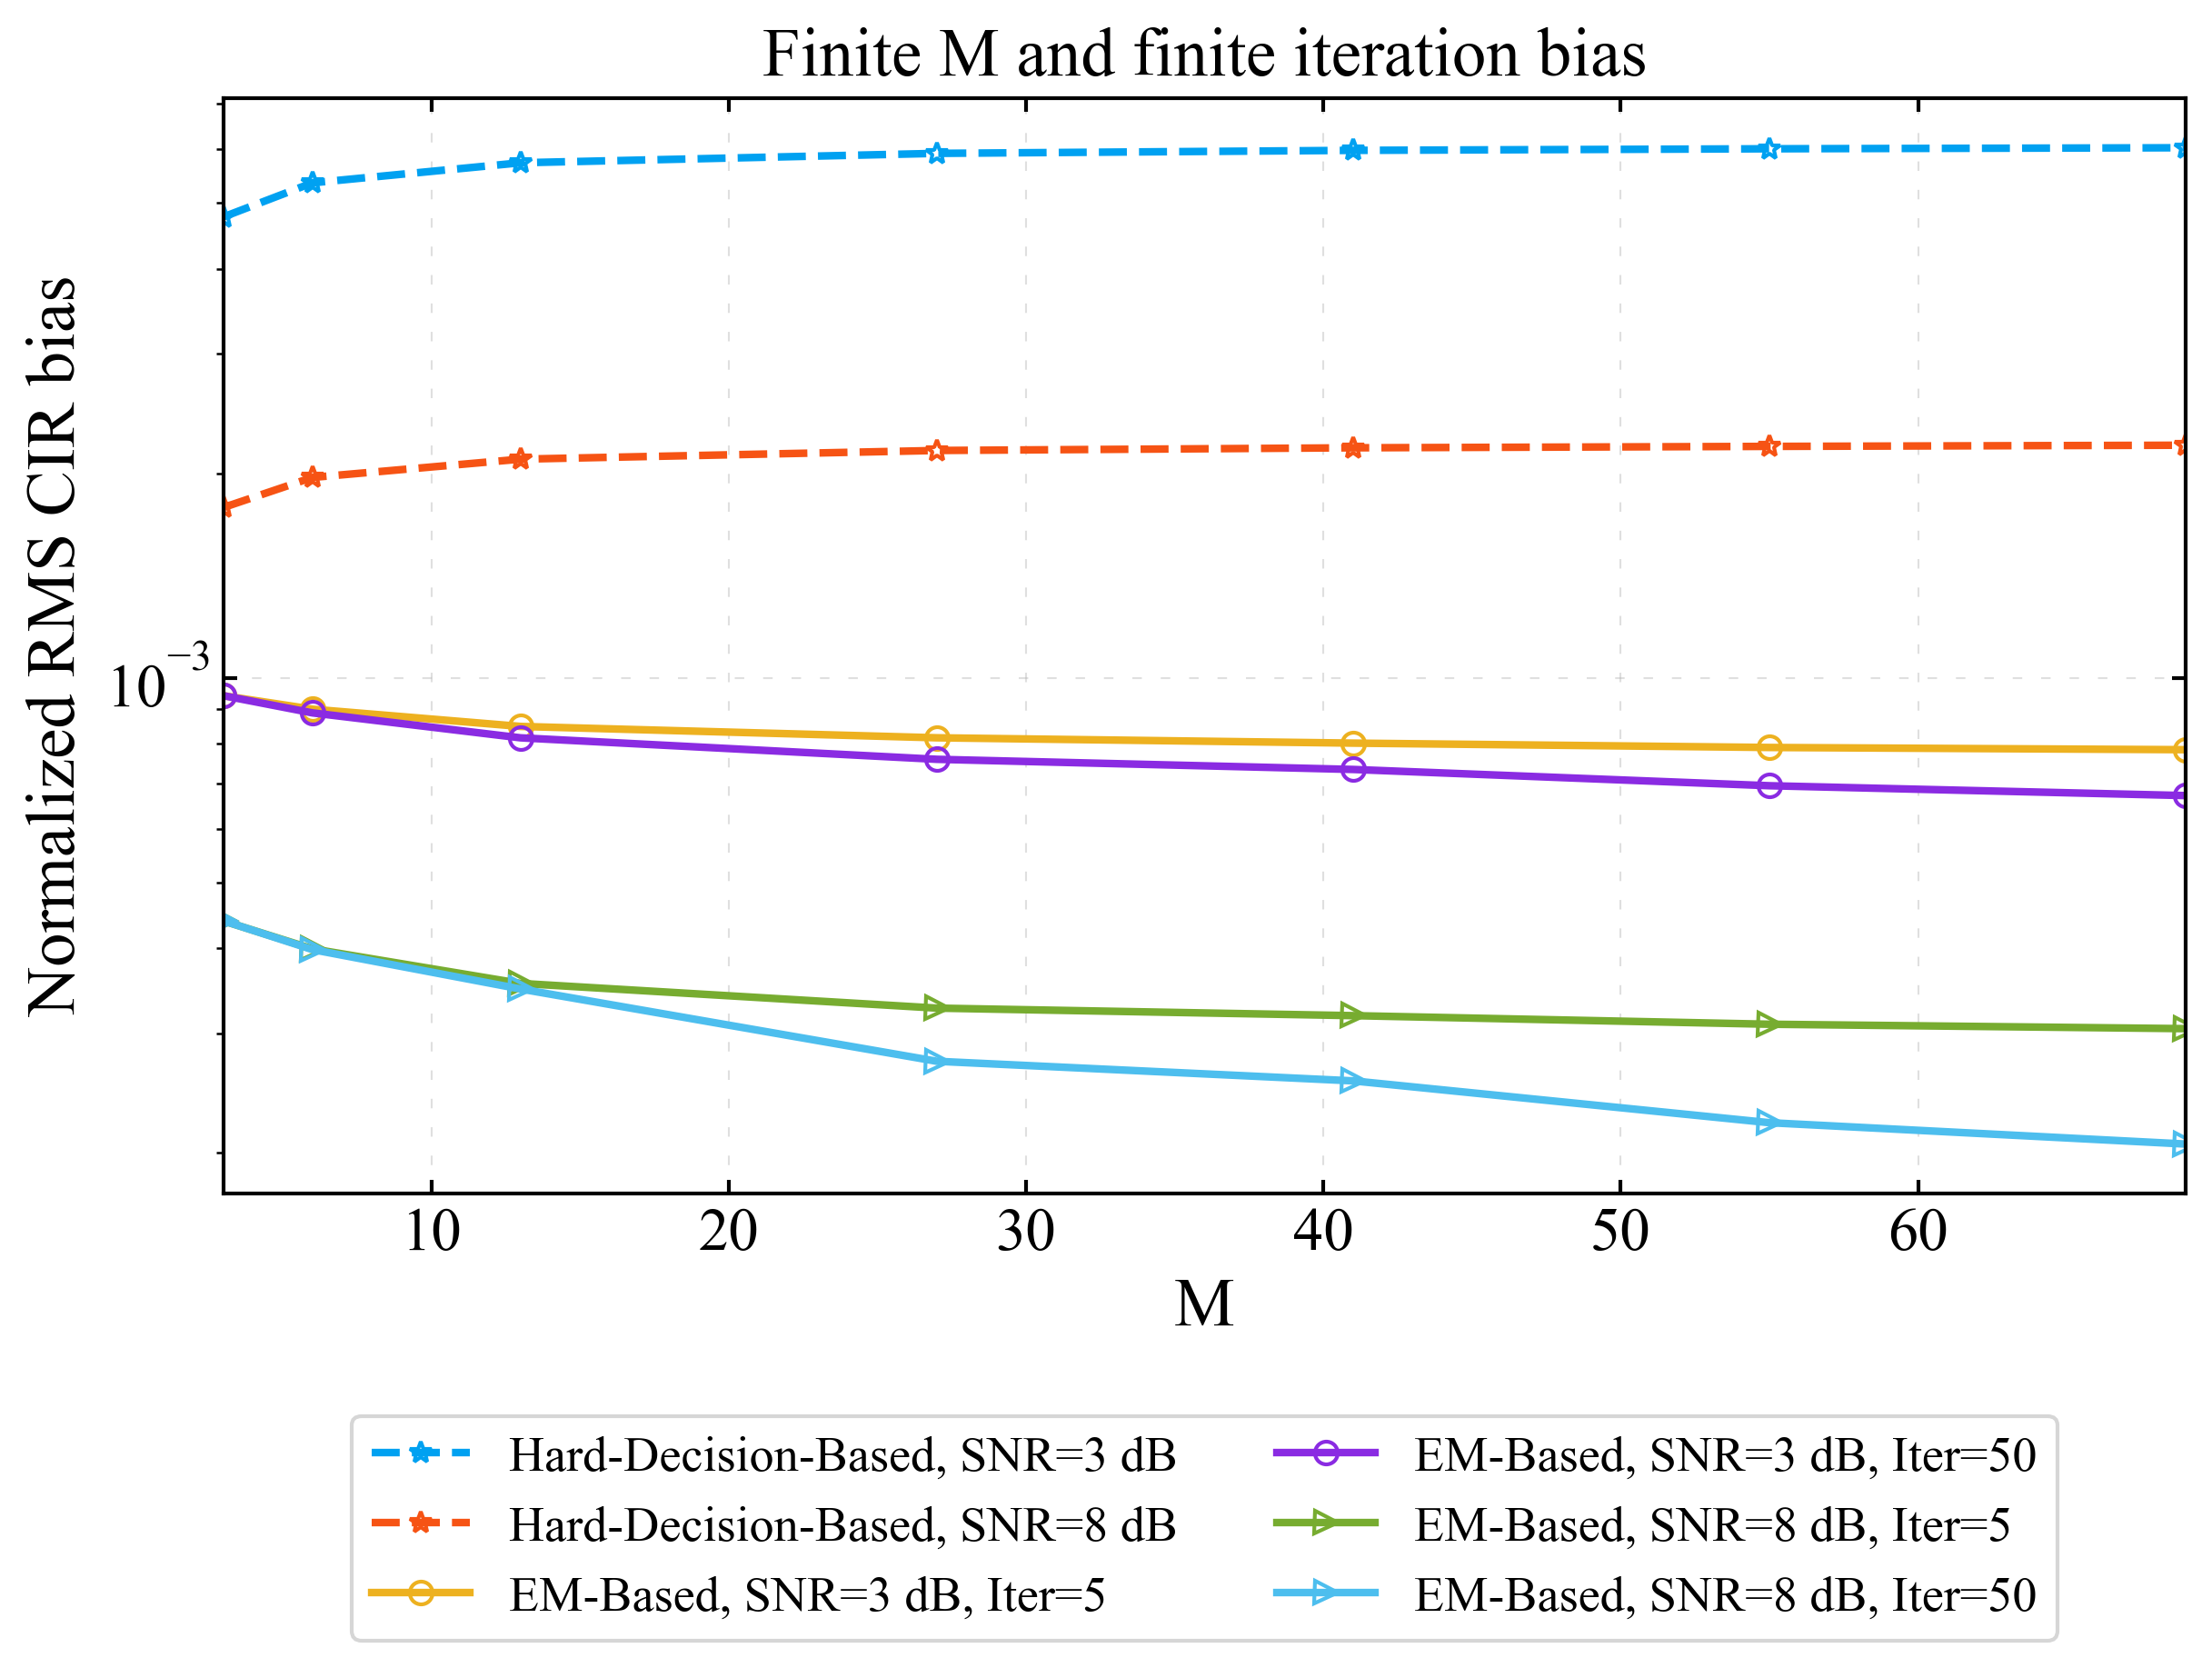 Finite M and finite iteration bias
Normalized RMS CIR bias
10⁻³
10 20 30 40 50 60
M
Hard-Decision-Based, SNR=3 dB
Hard-Decision-Based, SNR=8 dB
EM-Based, SNR=3 dB, Iter=5
EM-Based, SNR=3 dB, Iter=50
EM-Based, SNR=8 dB, Iter=5
EM-Based, SNR=8 dB, Iter=50